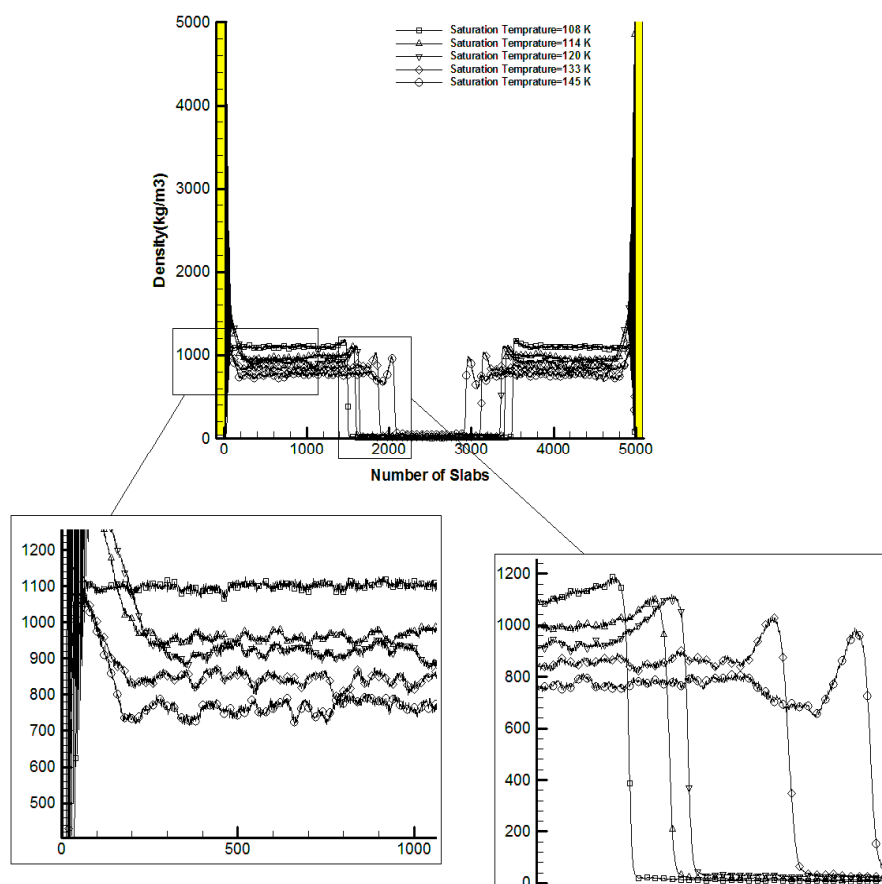 5000
4000
3000
2000
1000
0
Density(kg/m3)
Saturation Temprature=108 K
Saturation Temprature=114 K
Saturation Temprature=120 K
Saturation Temprature=133 K
Saturation Temprature=145 K
0 1000 2000 3000 4000 5000
Number of Slabs
1200
1100
1000
900
800
700
600
500
400
0 500 1000
1200
1000
800
600
400
200
0